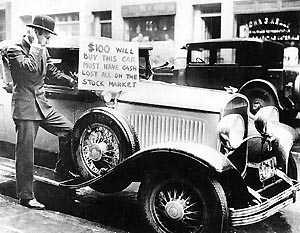 $100 WILL
BUY THIS CAR
MUST HAVE CASH
LOST ALL ON THE
STOCK MARKET